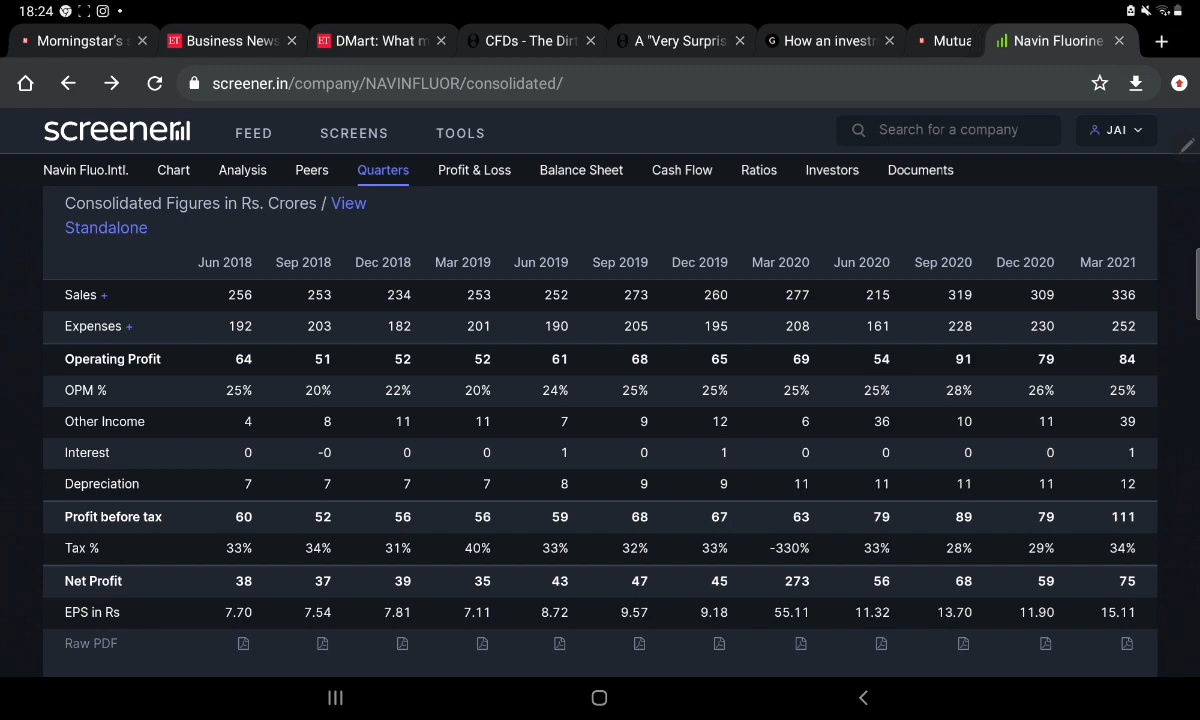 18:24
Morningstar's s
Business News
DMart: What m
CFDs - The Dirt
A "Very Surpris
How an investr
Mutua
Navin Fluorine
screener.in/company/NAVINFLUOR/consolidated/
screener FEED SCREENS TOOLS Search for a company JAI
Navin Fluo.Intl. Chart Analysis Peers Quarters Profit & Loss Balance Sheet Cash Flow Ratios Investors Documents
Consolidated Figures in Rs. Crores / View
Standalone
Jun 2018 Sep 2018 Dec 2018 Mar 2019 Jun 2019 Sep 2019 Dec 2019 Mar 2020 Jun 2020 Sep 2020 Dec 2020 Mar 2021
Sales + 256 253 234 253 252 273 260 277 215 319 309 336
Expenses + 192 203 182 201 190 205 195 208 161 228 230 252
Operating Profit 64 51 52 52 61 68 65 69 54 91 79 84
OPM % 25% 20% 22% 20% 24% 25% 25% 25% 25% 28% 26% 25%
Other Income 4 8 11 11 7 9 12 6 36 10 11 39
Interest 0 -0 0 0 1 0 1 0 0 0 0 1
Depreciation 7 7 7 7 8 9 9 11 11 11 11 12
Profit before tax 60 52 56 56 59 68 67 63 79 89 79 111
Tax % 33% 34% 31% 40% 33% 32% 33% -330% 33% 28% 29% 34%
Net Profit 38 37 39 35 43 47 45 273 56 68 59 75
EPS in Rs 7.70 7.54 7.81 7.11 8.72 9.57 9.18 55.11 11.32 13.70 11.90 15.11
Raw PDF